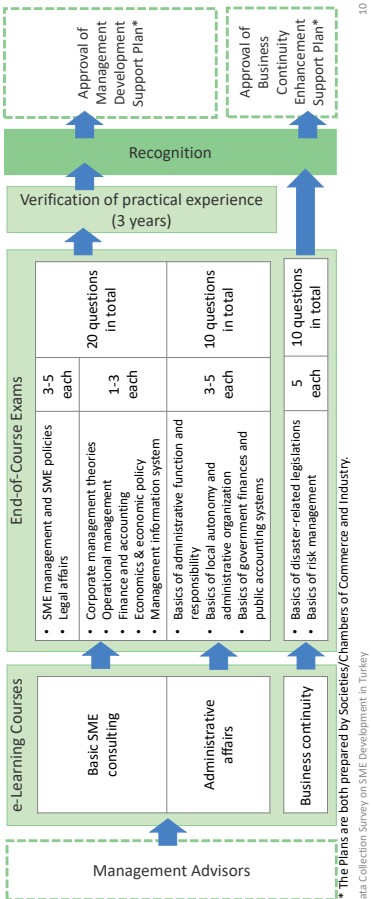 Management Advisors
e-Learning Courses
Basic SME
consulting
Administrative
affairs
Business continuity
End-of-Course Exams
• SME management and SME policies
• Legal affairs
3-5
each
• Corporate management theories
• Operational management
• Finance and accounting
• Economics & economic policy
• Management information system
1-3
each
20 questions
in total
• Basics of administrative function and
responsibility
• Basics of local autonomy and
administrative organization
• Basics of government finances and
public accounting systems
3-5
each
10 questions
in total
• Basics of disaster-related legislations
• Basics of risk management
5
each
10 questions
in total
Verification of practical experience
(3 years)
Recognition
Approval of
Management
Development
Support Plan*
Approval of
Business
Continuity
Enhancement
Support Plan*
* The Plans are both prepared by Societies/Chambers of Commerce and Industry.
ata Collection Survey on SME Development in Turkey
10